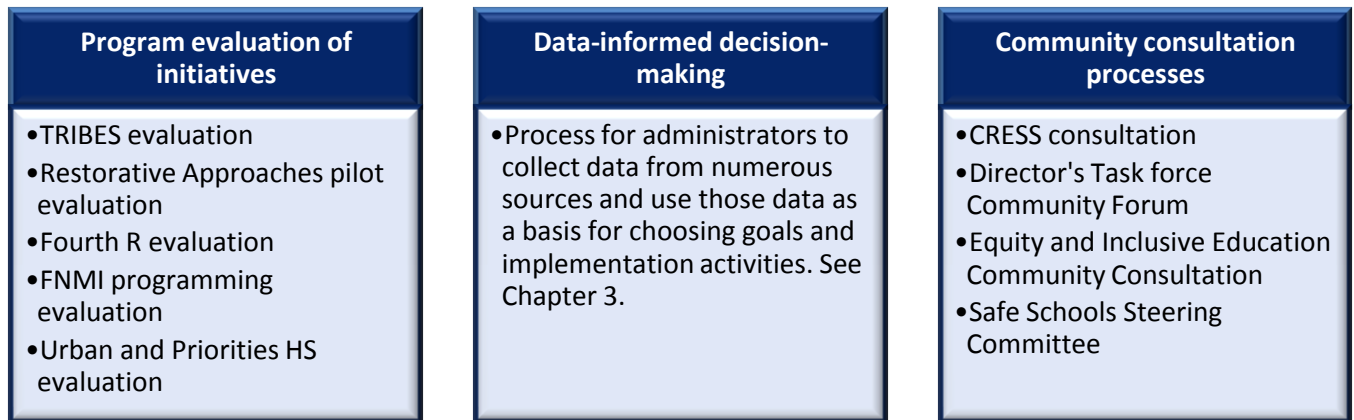 Program evaluation of
initiatives
•TRIBES evaluation
•Restorative Approaches pilot
evaluation
•Fourth R evaluation
•FNMI programming
evaluation
•Urban and Priorities HS
evaluation
Data-informed decision-
making
•Process for administrators to
collect data from numerous
sources and use those data as
a basis for choosing goals and
implementation activities. See
Chapter 3.
Community consultation
processes
•CRESS consultation
•Director's Task force
Community Forum
•Equity and Inclusive Education
Community Consultation
•Safe Schools Steering
Committee